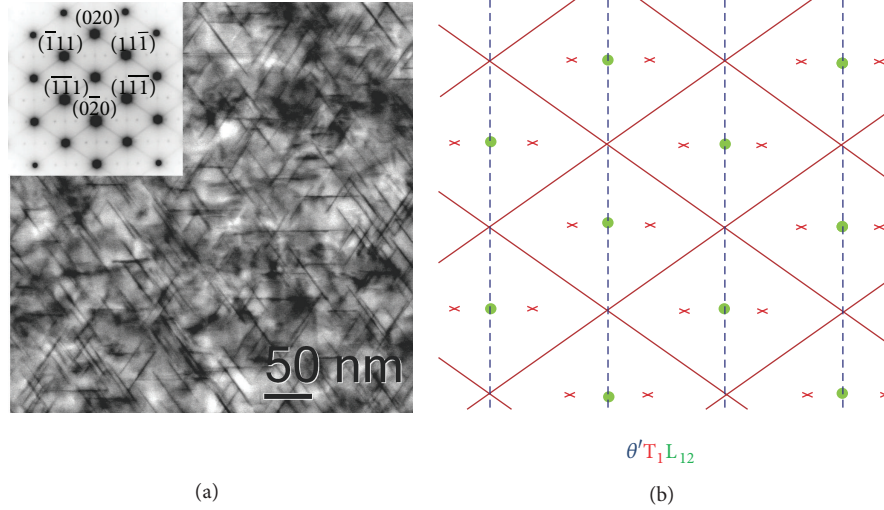 (020)
(1̅11) (111̅)
(1̅1̅1) (11̅1̅)
(02̅0)
50 nm
θ′T₁L₁₂
(a) (b)